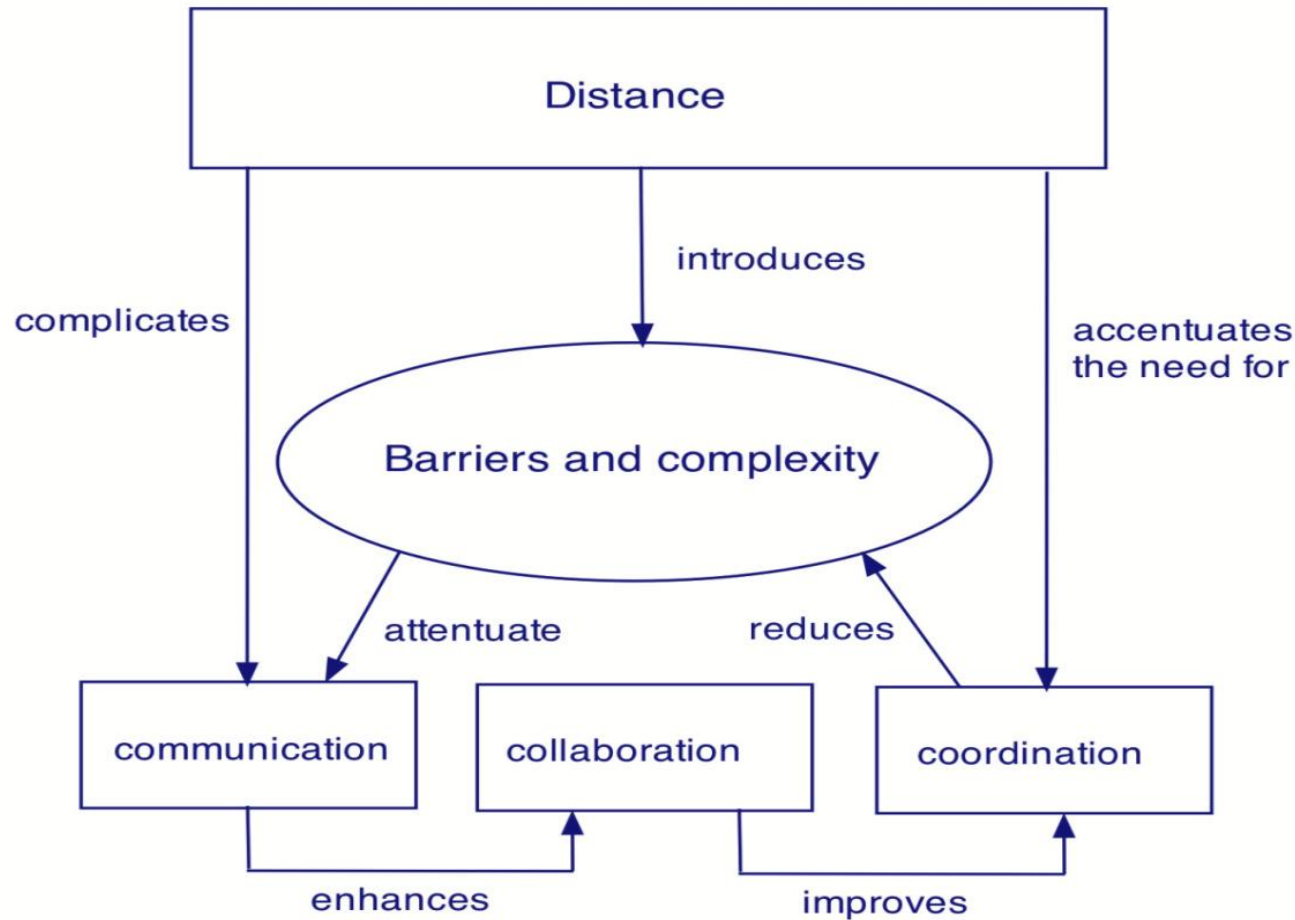 Distance
introduces
complicates
accentuates
the need for
Barriers and complexity
attentuate
reduces
communication
collaboration
coordination
enhances
improves